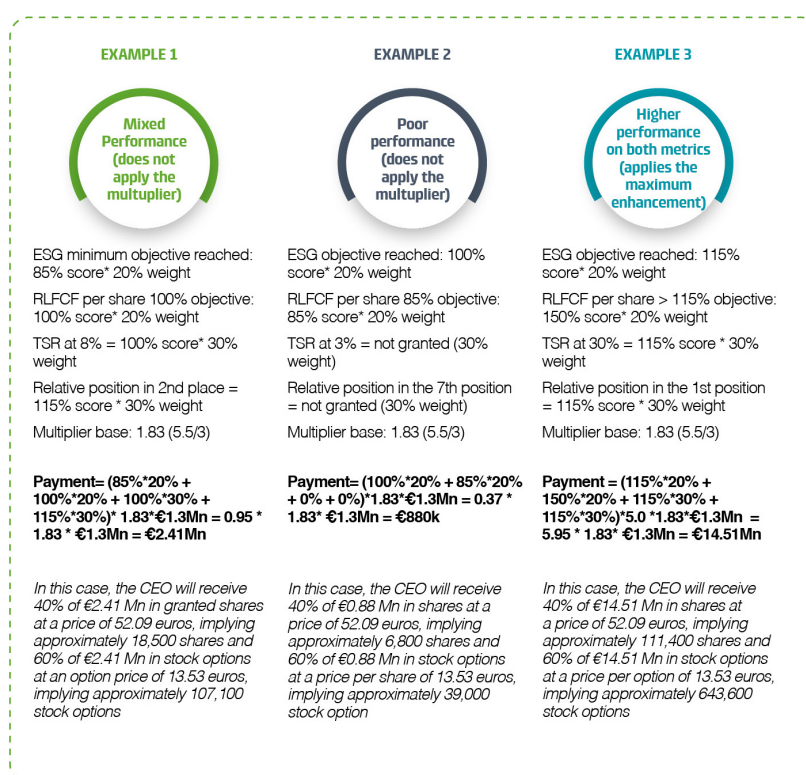 EXAMPLE 1
Mixed
Performance
(does not
apply the
multuplier)
ESG minimum objective reached:
85% score* 20% weight
RLFCF per share 100% objective:
100% score* 20% weight
TSR at 8% = 100% score* 30%
weight
Relative position in 2nd place =
115% score * 30% weight
Multiplier base: 1.83 (5.5/3)
Payment= (85%*20% +
100%*20% + 100%*30% +
115%*30%)* 1.83*€1.3Mn = 0.95 *
1.83 * €1.3Mn = €2.41Mn
In this case, the CEO will receive
40% of €2.41 Mn in granted shares
at a price of 52.09 euros, implying
approximately 18,500 shares and
60% of €2.41 Mn in stock options
at an option price of 13.53 euros,
implying approximately 107,100
stock options
EXAMPLE 2
Poor
performance
(does not
apply the
multuplier)
ESG objective reached: 100%
score* 20% weight
RLFCF per share 85% objective:
85% score* 20% weight
TSR at 3% = not granted (30%
weight)
Relative position in the 7th position
= not granted (30% weight)
Multiplier base: 1.83 (5.5/3)
Payment= (100%*20% + 85%*20%
+ 0% + 0%)*1.83*€1.3Mn = 0.37 *
1.83* €1.3Mn = €880k
In this case, the CEO will receive
40% of €0.88 Mn in shares at a
price of 52.09 euros, implying
approximately 6,800 shares and
60% of €0.88 Mn in stock options
at a price per share of 13.53 euros,
implying approximately 39,000
stock option
EXAMPLE 3
Higher
performance
on both metrics
(applies the
maximum
enhancement)
ESG objective reached: 115%
score* 20% weight
RLFCF per share > 115% objective:
150% score* 20% weight
TSR at 30% = 115% score * 30%
weight
Relative position in the 1st position
= 115% score * 30% weight
Multiplier base: 1.83 (5.5/3)
Payment = (115%*20% +
150%*20% + 115%*30% +
115%*30%)*5.0 *1.83*€1.3Mn =
5.95 * 1.83* €1.3Mn = €14.51Mn
In this case, the CEO will receive
40% of €14.51 Mn in shares at
a price of 52.09 euros, implying
approximately 111,400 shares and
60% of €14.51 Mn in stock options
at a price per option of 13.53 euros,
implying approximately 643,600
stock options